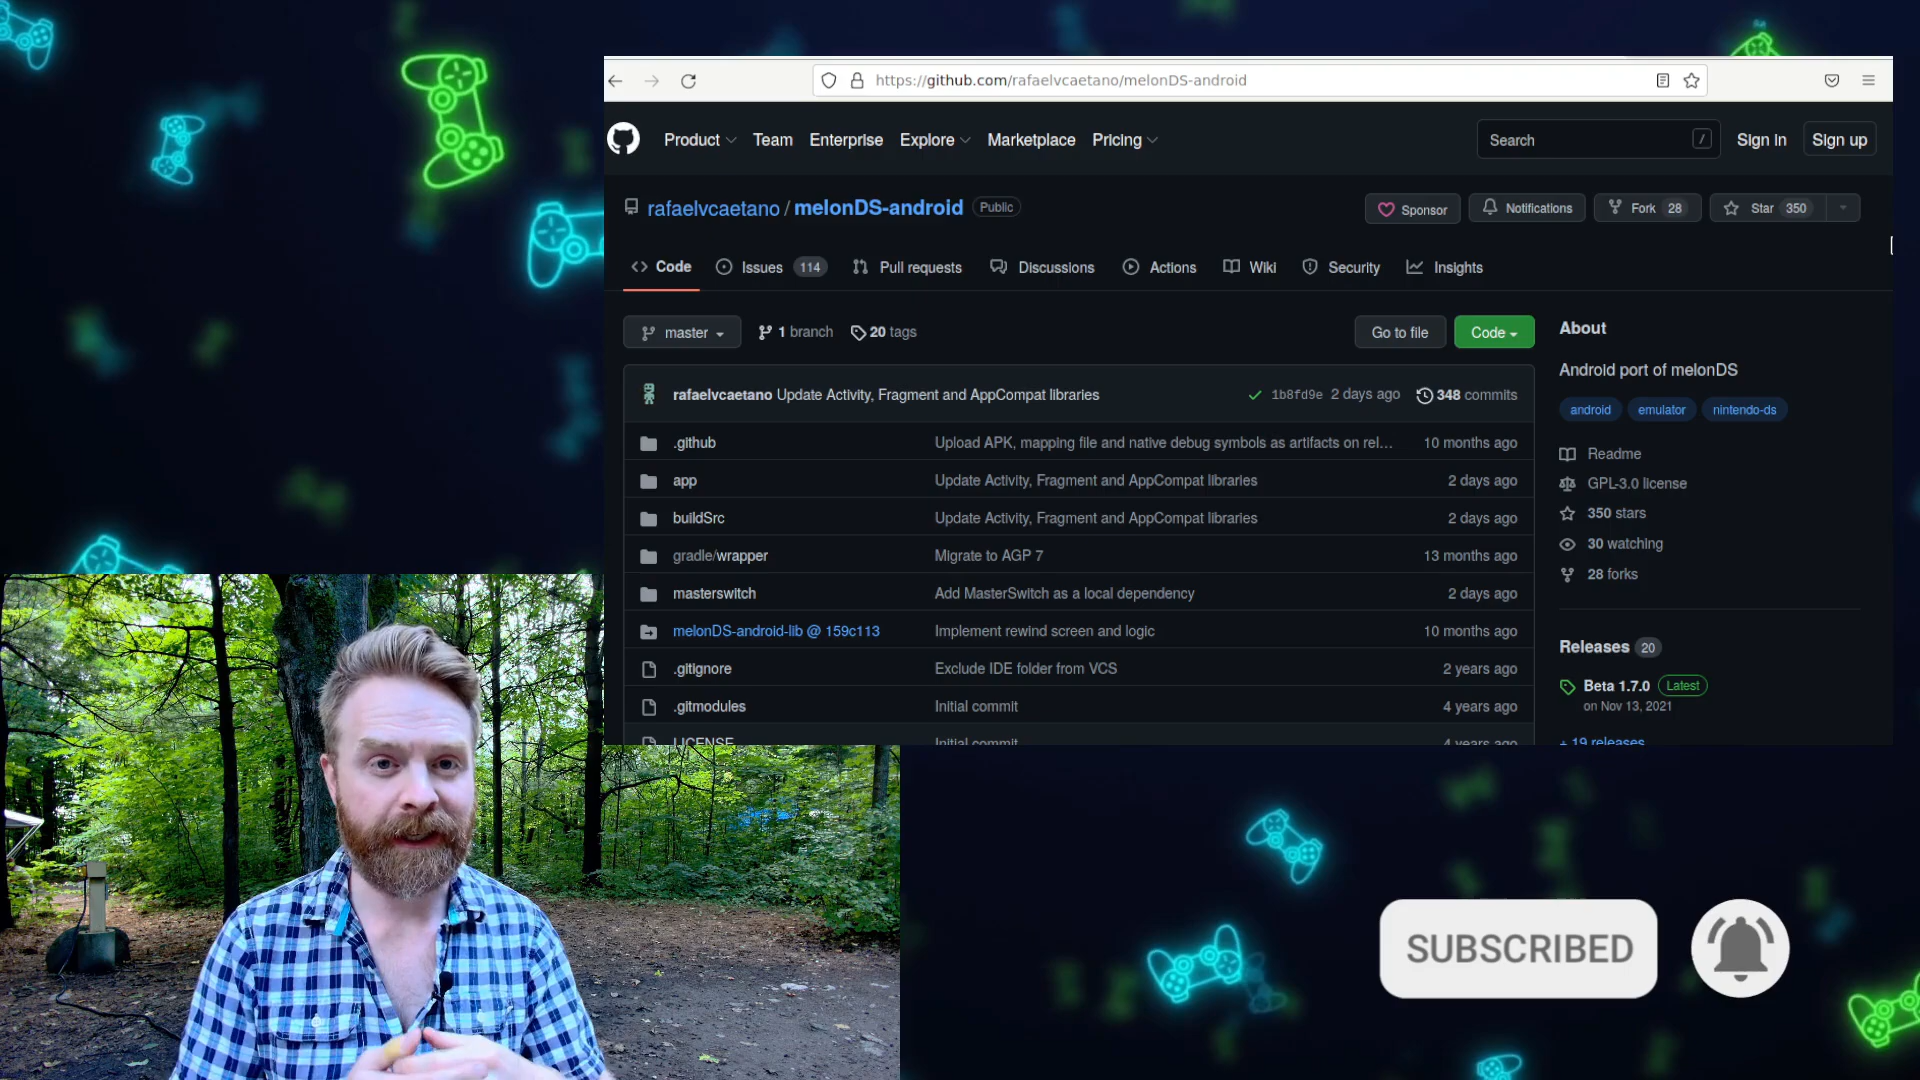 https://github.com/rafaelvcaetano/melonDS-android
Product Team Enterprise Explore Marketplace Pricing Search / Sign in Sign up
rafaelvcaetano / melonDS-android Public Sponsor Notifications Fork 28 Star 350
Code Issues 114 Pull requests Discussions Actions Wiki Security Insights
master 1 branch 20 tags Go to file Code
rafaelvcaetano Update Activity, Fragment and AppCompat libraries 1b8fd9e 2 days ago 348 commits
.github Upload APK, mapping file and native debug symbols as artifacts on rel... 10 months ago
app Update Activity, Fragment and AppCompat libraries 2 days ago
buildSrc Update Activity, Fragment and AppCompat libraries 2 days ago
gradle/wrapper Migrate to AGP 7 13 months ago
masterswitch Add MasterSwitch as a local dependency 2 days ago
melonDS-android-lib @ 159c113 Implement rewind screen and logic 10 months ago
.gitignore Exclude IDE folder from VCS 2 years ago
.gitmodules Initial commit 4 years ago
LICENSE Initial commit 4 years ago
About
Android port of melonDS
android emulator nintendo-ds
Readme
GPL-3.0 license
350 stars
30 watching
28 forks
Releases 20
Beta 1.7.0 Latest
on Nov 13, 2021
+ 19 releases
SUBSCRIBED